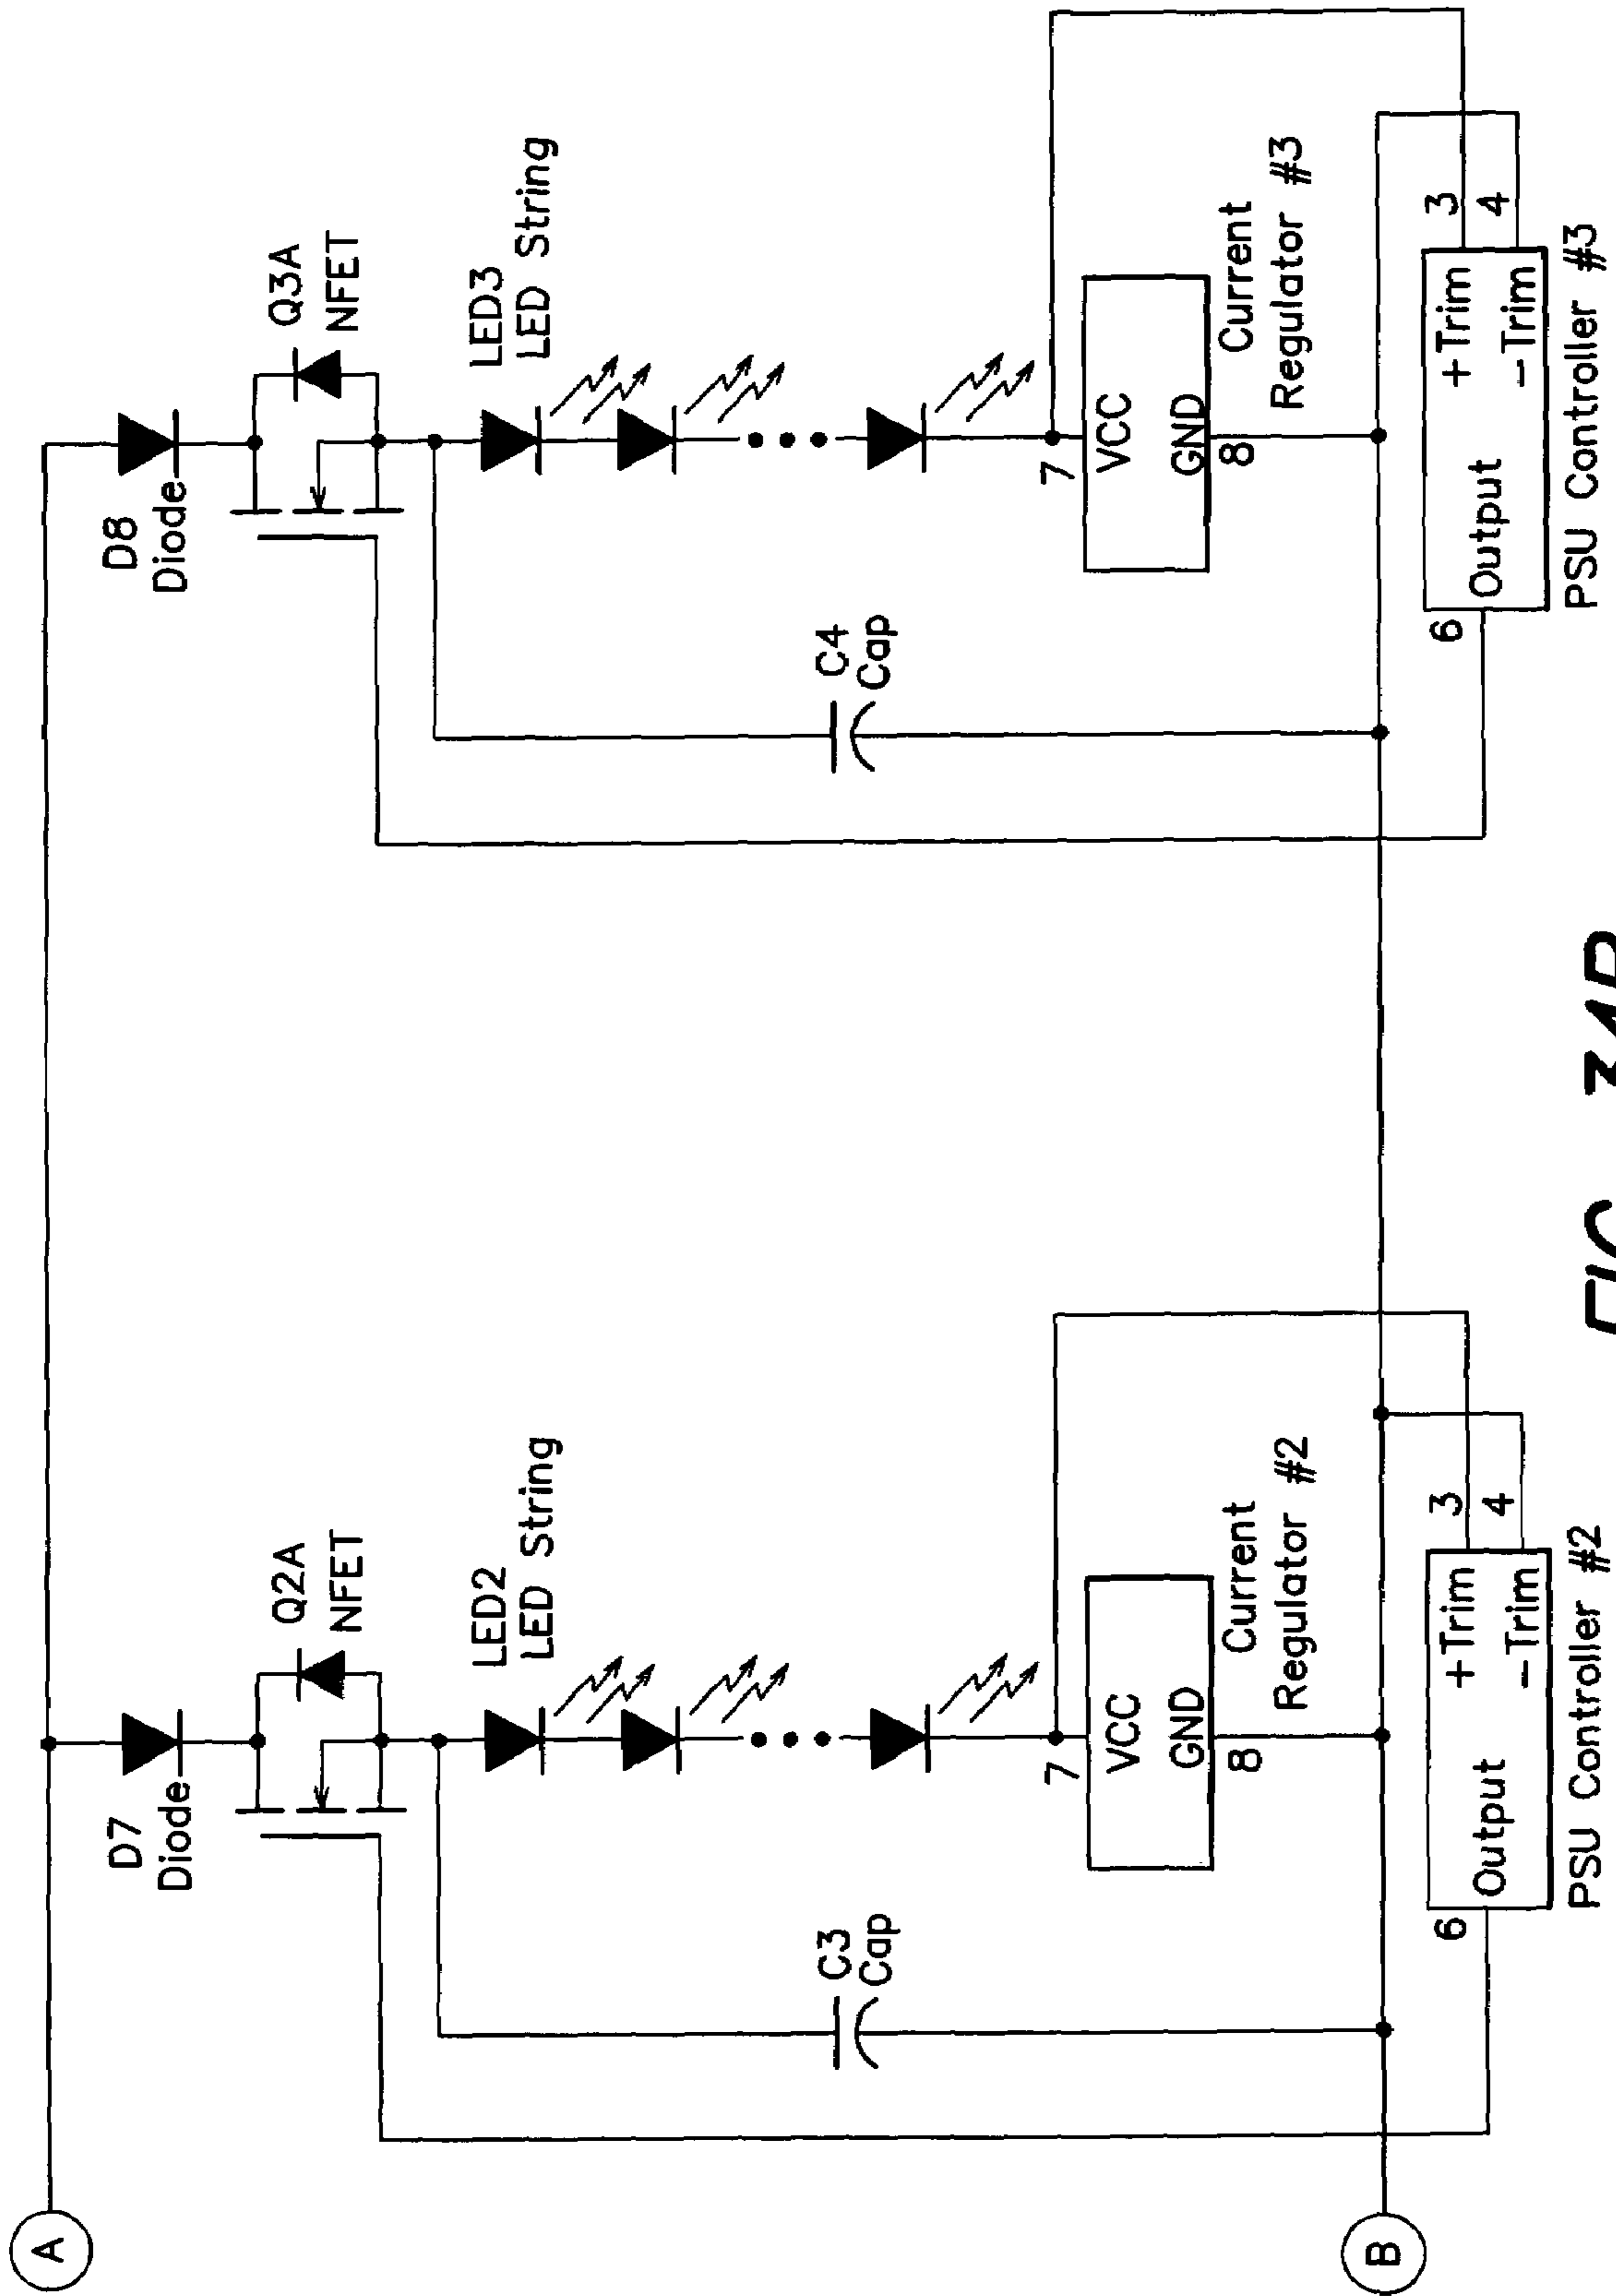 A
D7
Diode
Q2A
NFET
LED2
LED String
C3
Cap
7
VCC
GND
8
Current
Regulator #2
6
Output
+Trim
-Trim
3
4
PSU Controller #2
D8
Diode
Q3A
NFET
LED3
LED String
C4
Cap
7
VCC
GND
8
Current
Regulator #3
6
Output
+Trim
-Trim
3
4
PSU Controller #3
B
FIG